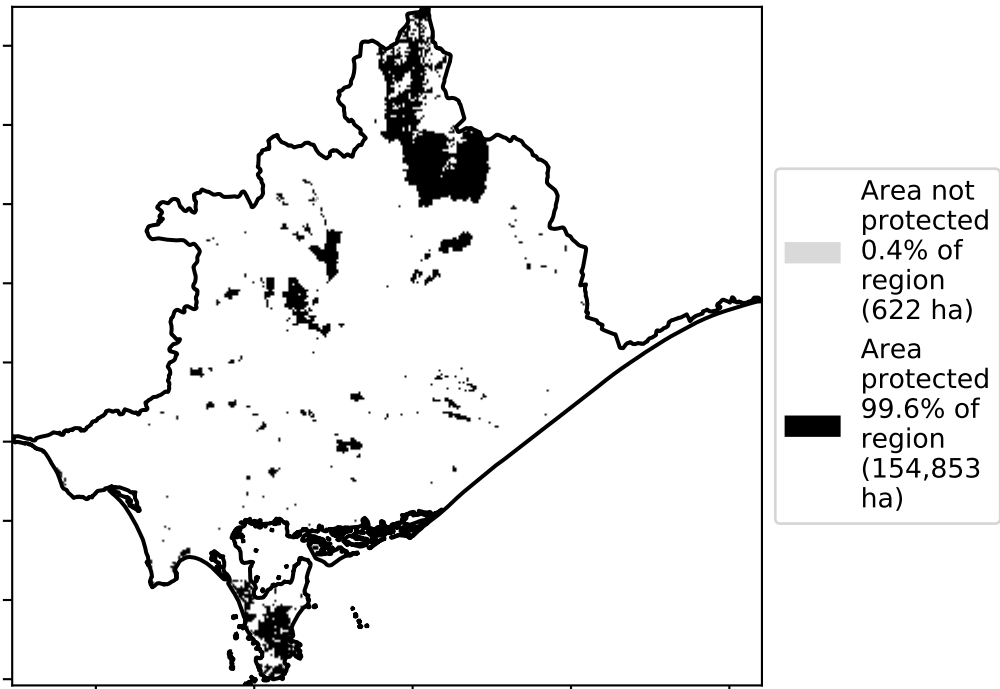 Area not
protected
0.4% of
region
(622 ha)
Area
protected
99.6% of
region
(154,853
ha)